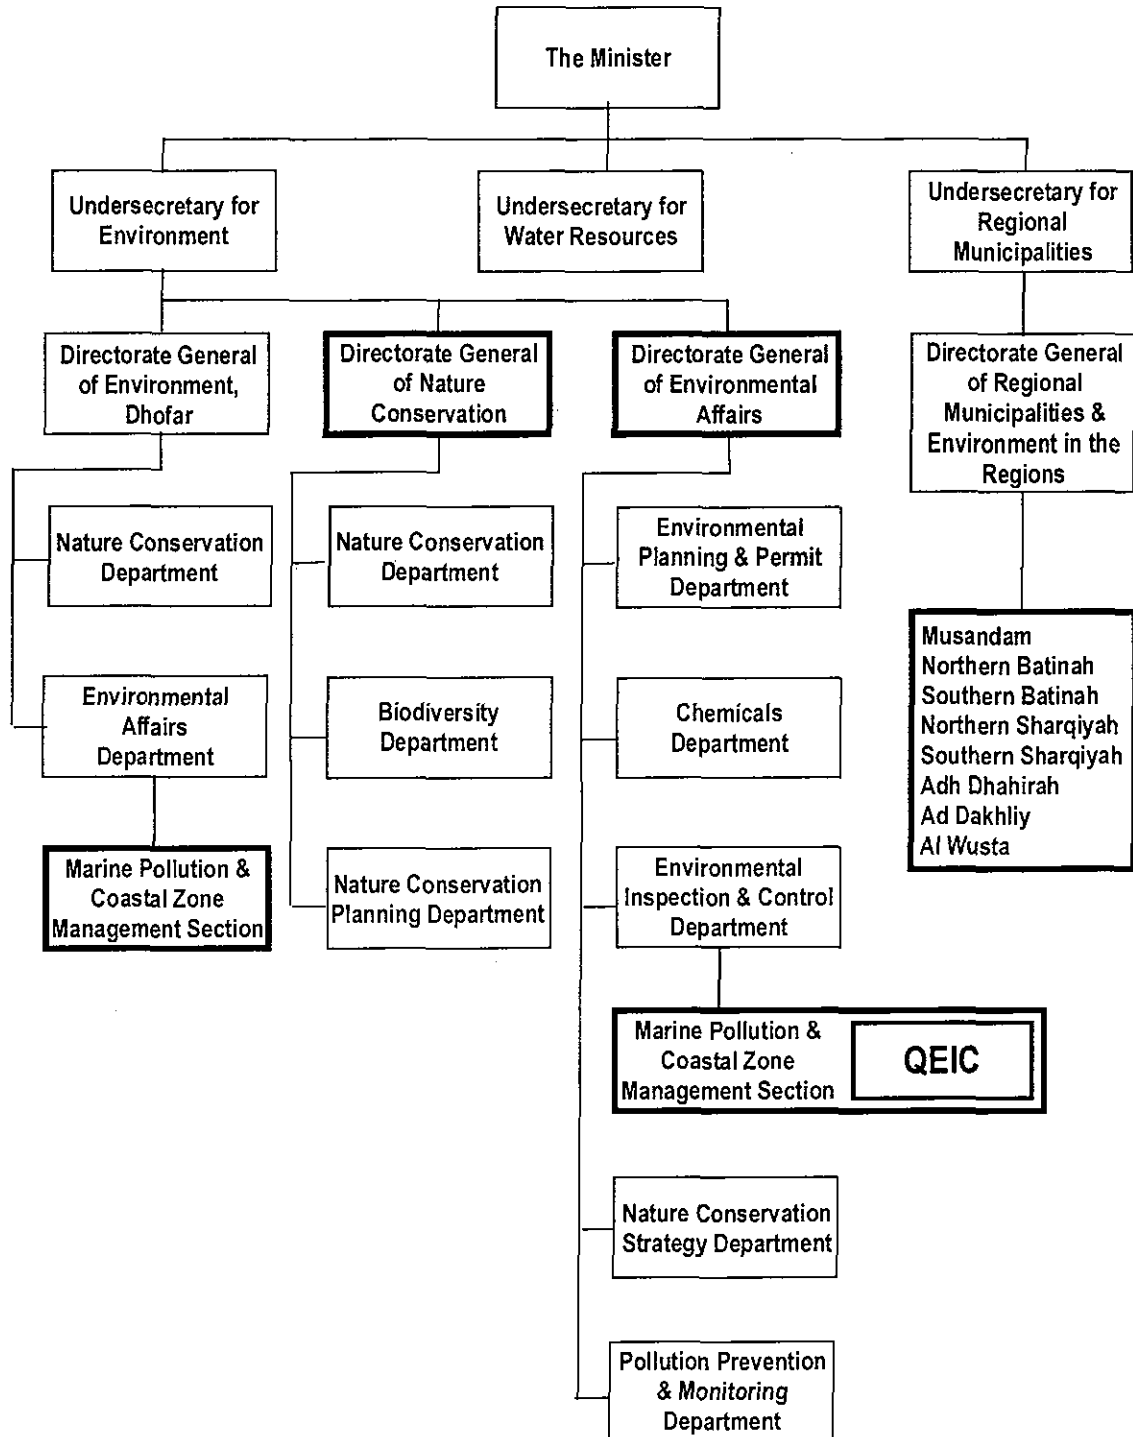 The Minister
Undersecretary for
Environment
Undersecretary for
Water Resources
Undersecretary for
Regional
Municipalities
Directorate General
of Environment,
Dhofar
Directorate General
of Nature
Conservation
Directorate General
of Environmental
Affairs
Directorate General
of Regional
Municipalities &
Environment in the
Regions
Nature Conservation
Department
Nature Conservation
Department
Environmental
Planning & Permit
Department
Musandam
Northern Batinah
Southern Batinah
Northern Sharqiyah
Southern Sharqiyah
Adh Dhahirah
Ad Dakhliy
Al Wusta
Environmental
Affairs
Department
Biodiversity
Department
Chemicals
Department
Marine Pollution &
Coastal Zone
Management Section
Nature Conservation
Planning Department
Environmental
Inspection & Control
Department
Marine Pollution &
Coastal Zone
Management Section
QEIC
Nature Conservation
Strategy Department
Pollution Prevention
& Monitoring
Department